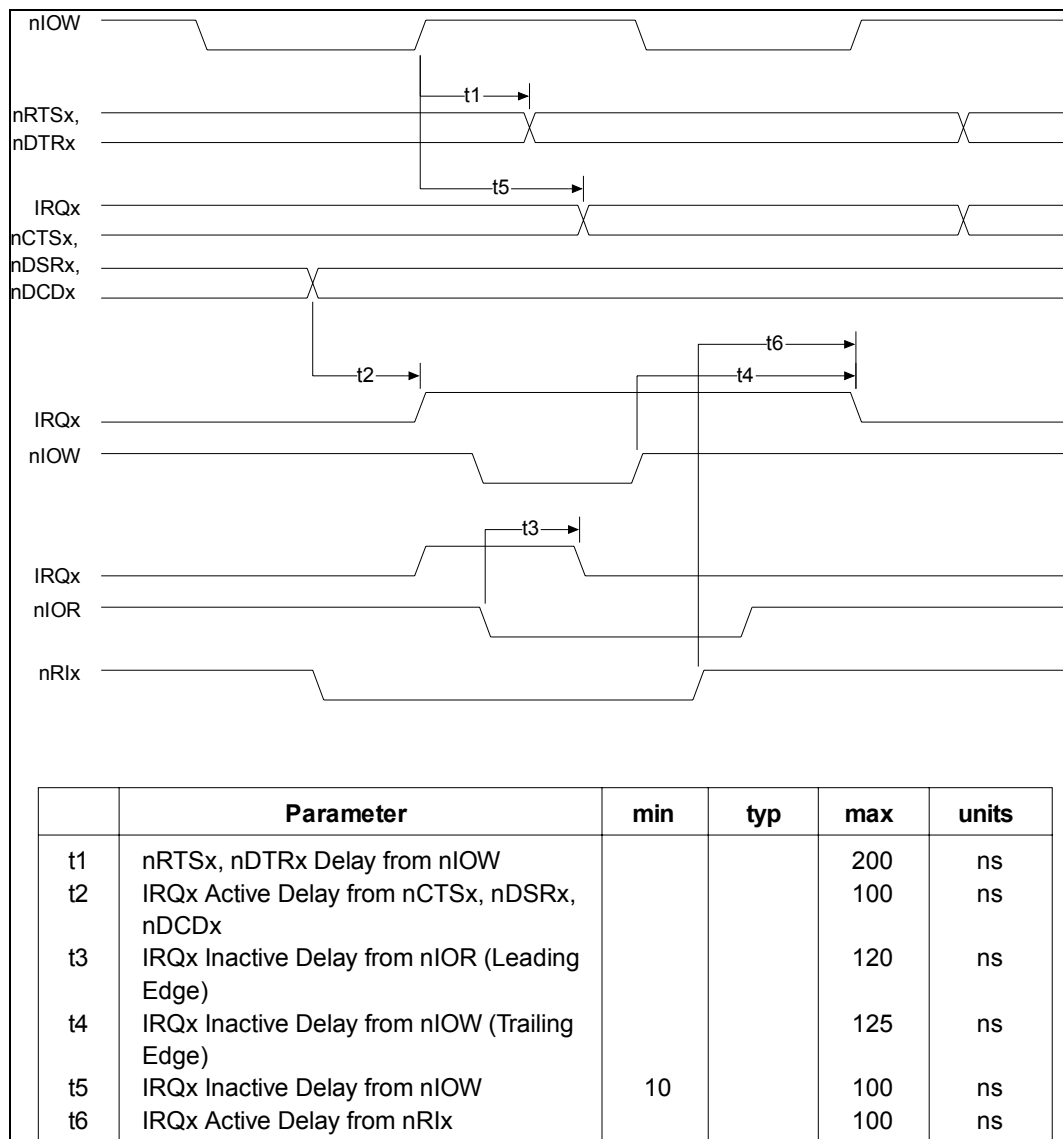 nIOW
t1
nRTSx,
nDTRx
t5
IRQx
nCTSx,
nDSRx,
nDCDx
t6
t2
t4
IRQx
nIOW
t3
IRQx
nIOR
nRIx
Parameter min typ max units
t1 nRTSx, nDTRx Delay from nIOW 200 ns
t2 IRQx Active Delay from nCTSx, nDSRx, 100 ns
nDCDx
t3 IRQx Inactive Delay from nIOR (Leading 120 ns
Edge)
t4 IRQx Inactive Delay from nIOW (Trailing 125 ns
Edge)
t5 IRQx Inactive Delay from nIOW 10 100 ns
t6 IRQx Active Delay from nRIx 100 ns